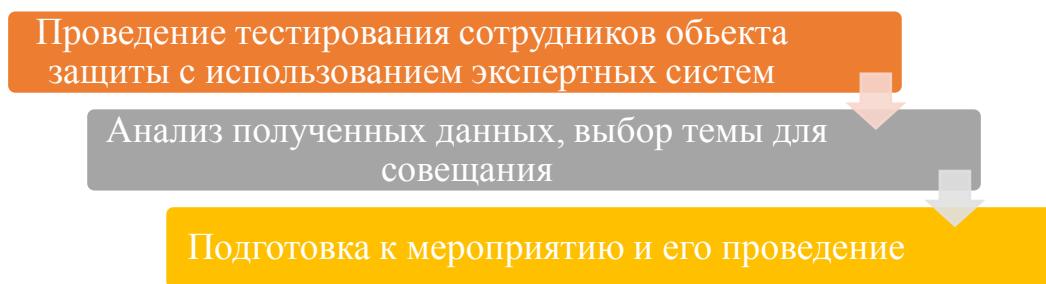 Проведение тестирования сотрудников обьекта
защиты с использованием экспертных систем
Анализ полученных данных, выбор темы для
совещания
Подготовка к мероприятию и его проведение